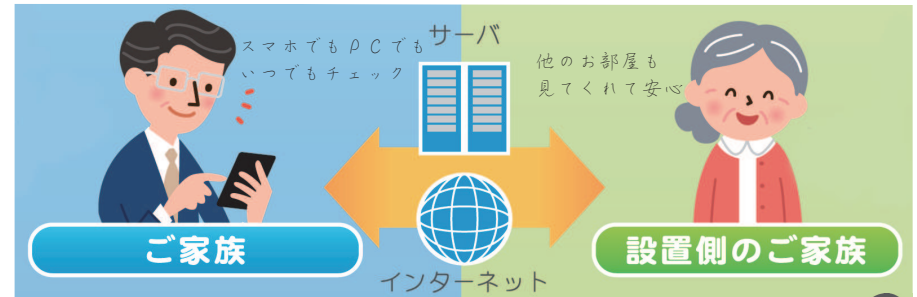 スマホでもPCでも
いつでもチェック
サーバ
他のお部屋も
見てくれて安心
ご家族
インターネット
設置側のご家族